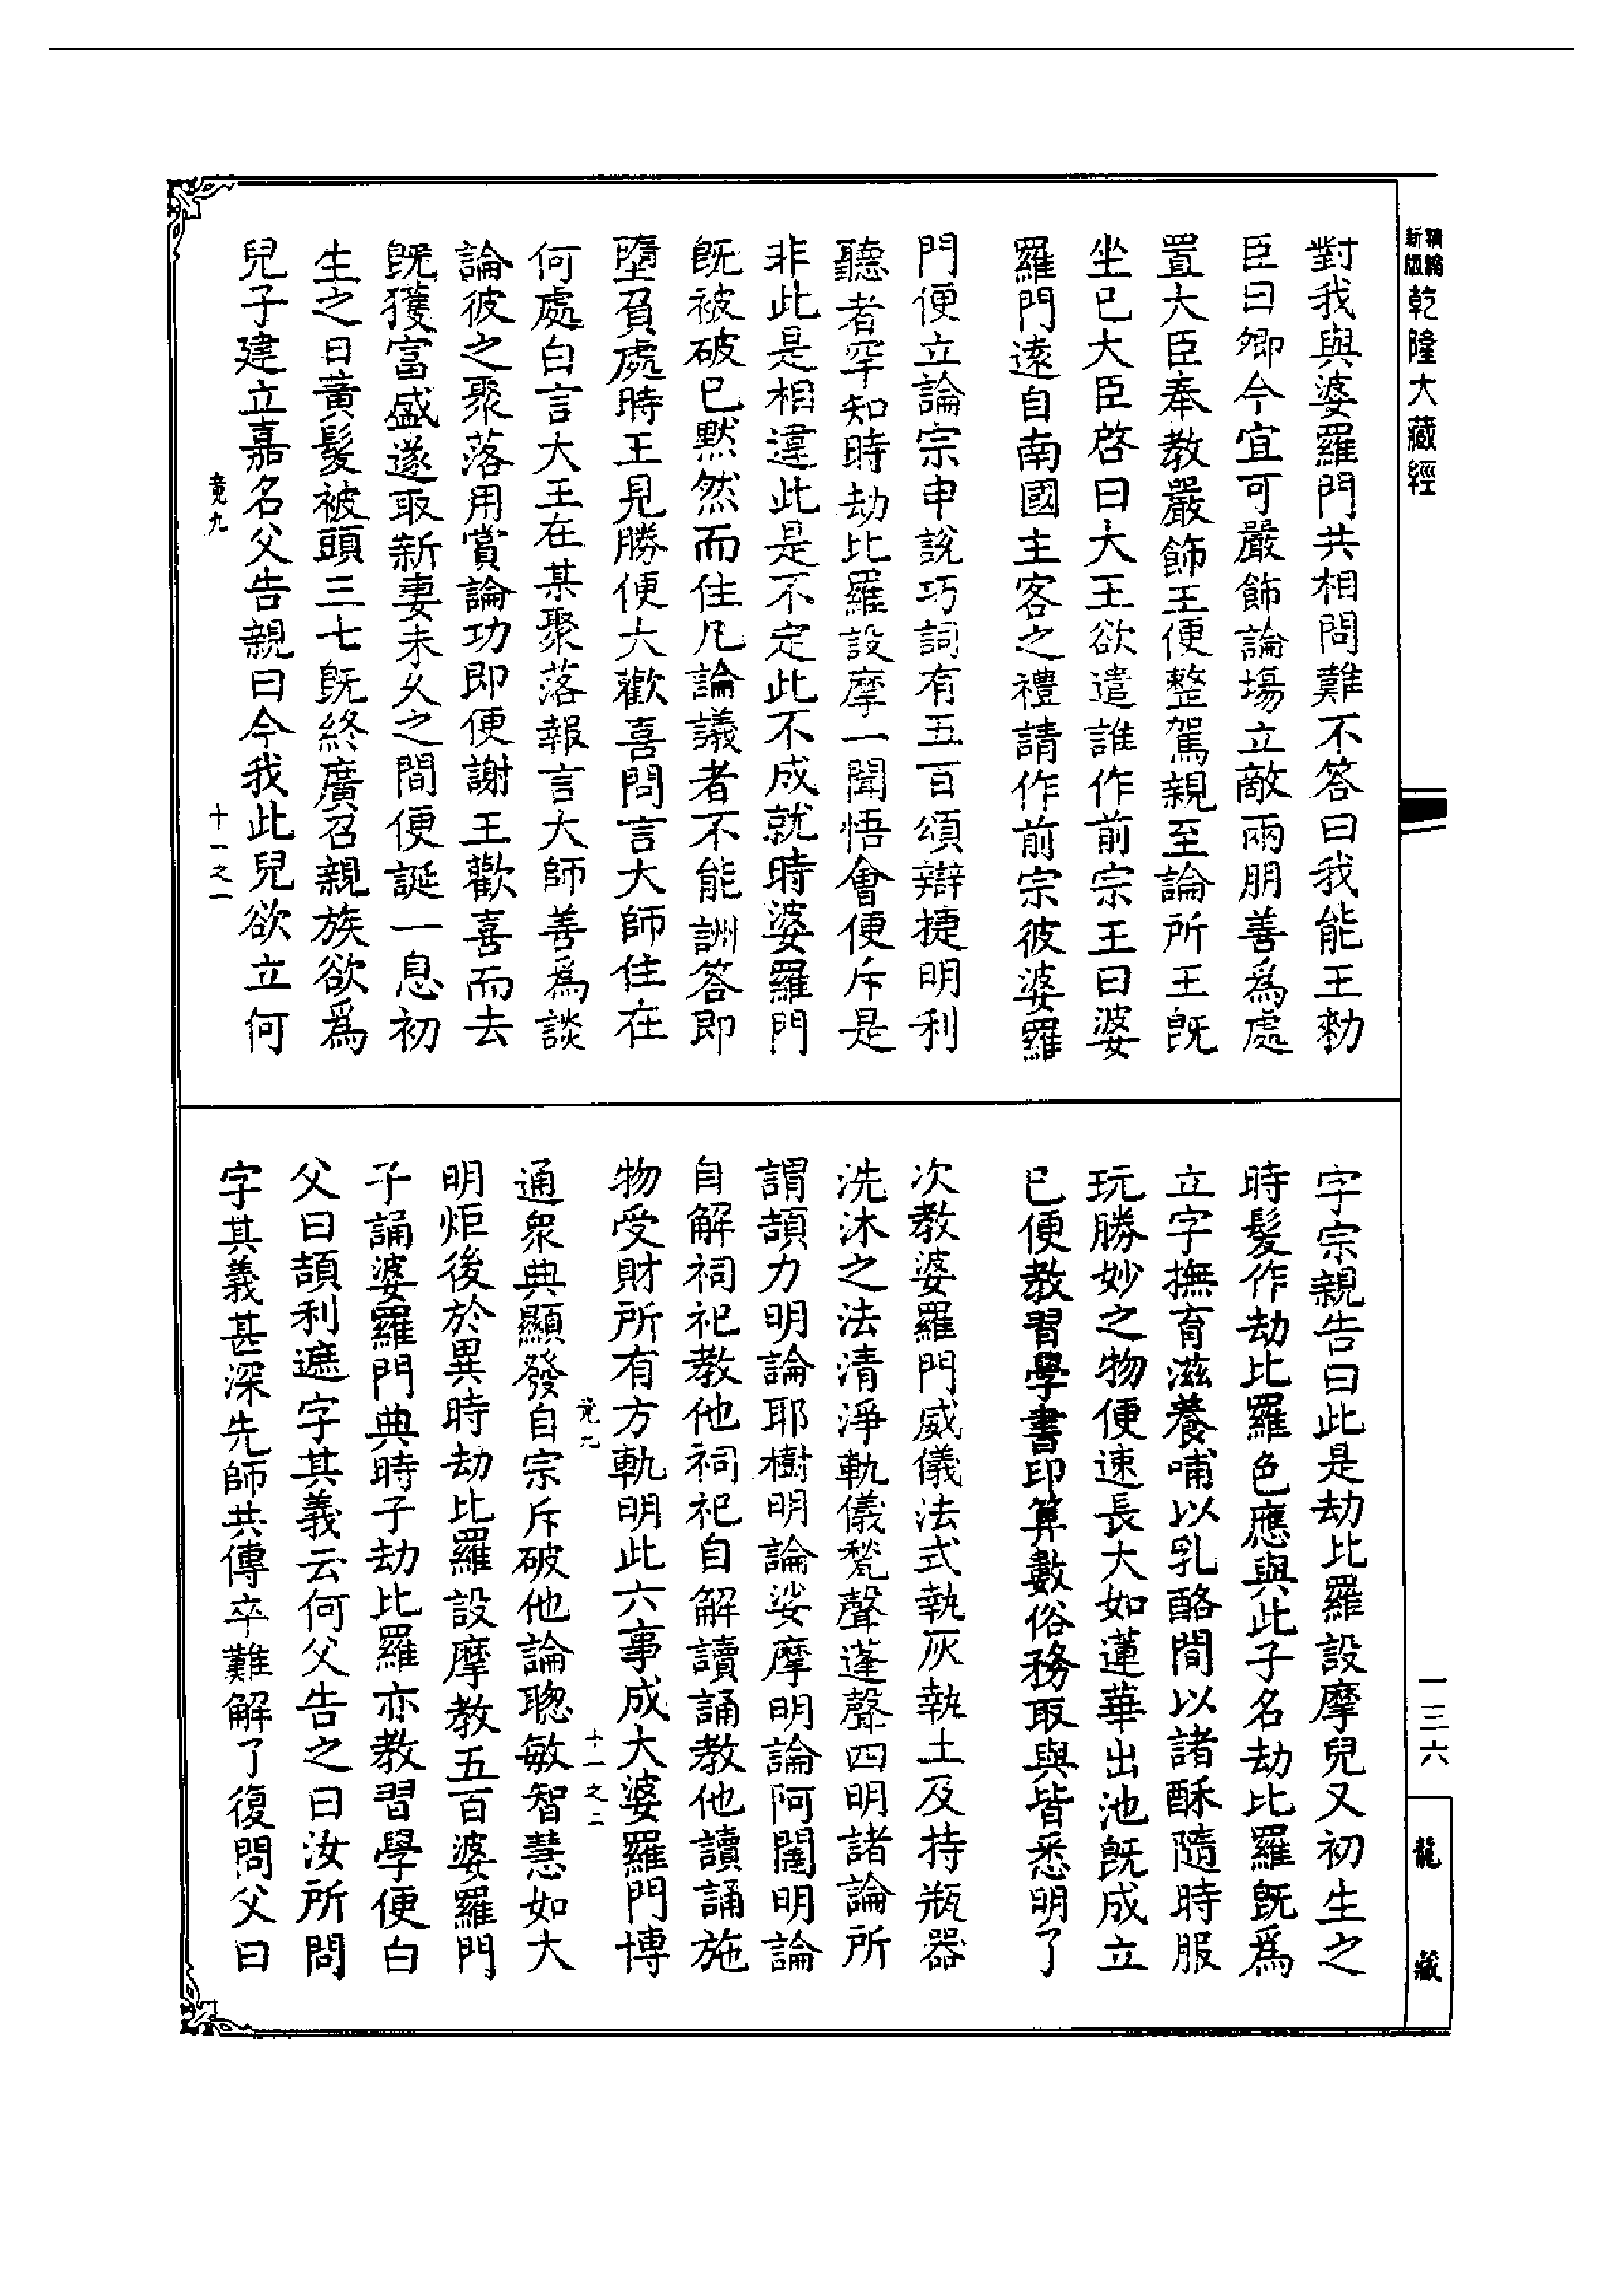 新版精縮乾隆大藏經
對我與婆羅門共相問難不答曰我能王勑
臣曰卿今宜可嚴飾論場立敵兩朋善為處
置大臣奉教嚴飾王便整駕親至論所王既
坐已大臣啓曰大王欲遣誰作前宗王曰婆
羅門遠自南國主客之禮請作前宗彼婆羅
門便立論宗申說巧詞有五百頌辯捷明利
聽者罕知時劫比羅設摩一聞悟會便斥是
非此是相違此是不定此不成就時婆羅門
既被破已默然而住凡論議者不能詶答即
墮負處時王見勝便大歡喜問言大師住在
何處白言大王在某聚落報言大師善為談
論彼之聚落用賞論功即便謝王歡喜而去
既獲富盛遂取新妻未久之間便誕一息初
生之日黃髮被頭三七既終廣召親族欲為
兒子建立嘉名父告親曰今我此兒欲立何
竟九
十一之一
字宗親告曰此是劫比羅設摩兒又初生之
時髮作劫比羅色應與此子名劫比羅既為
立字撫育滋養哺以乳酪間以諸酥隨時服
玩勝妙之物便速長大如蓮華出池既成立
已便教習學書印算數俗務取與皆悉明了
次教婆羅門威儀法式執灰執土及持瓶器
洗沐之法清淨軌儀甕聲蓬聲四明諸論所
謂頡力明論耶樹明論娑摩明論阿闥明論
自解祠祀教他祠祀自解讀誦教他讀誦施
物受財所有方軌明此六事成大婆羅門博
竟九
十一之二
通眾典顯發自宗斥破他論聰敏智慧如大
明炬後於異時劫比羅設摩教五百婆羅門
子誦婆羅門典時子劫比羅亦教習學便白
父曰頡利遮字其義云何父告之曰汝所問
字其義甚深先師共傳卒難解了復問父曰
一三六
龍藏